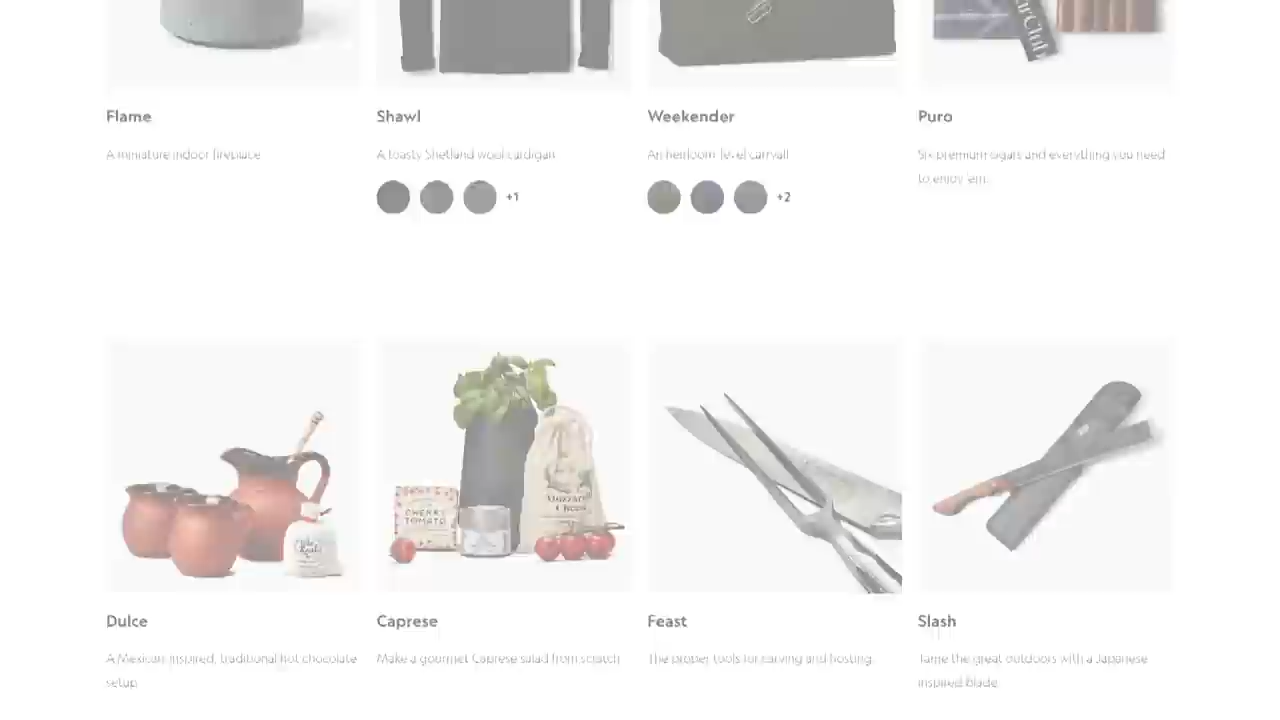 Flame
Shawl
Weekender
Puro
A miniature indoor fireplace
A toasty Shetland wool cardigan
An heirloom-level carryall
Six premium cigars and everything you need
to enjoy 'em.
+1
+2
CHERRY
TOMATO
Dulce
Caprese
Feast
Slash
A Mexican-inspired, traditional hot chocolate
setup.
Make a gourmet Caprese salad from scratch
The proper tools for carving and hosting.
Tame the great outdoors with a Japanese
inspired blade